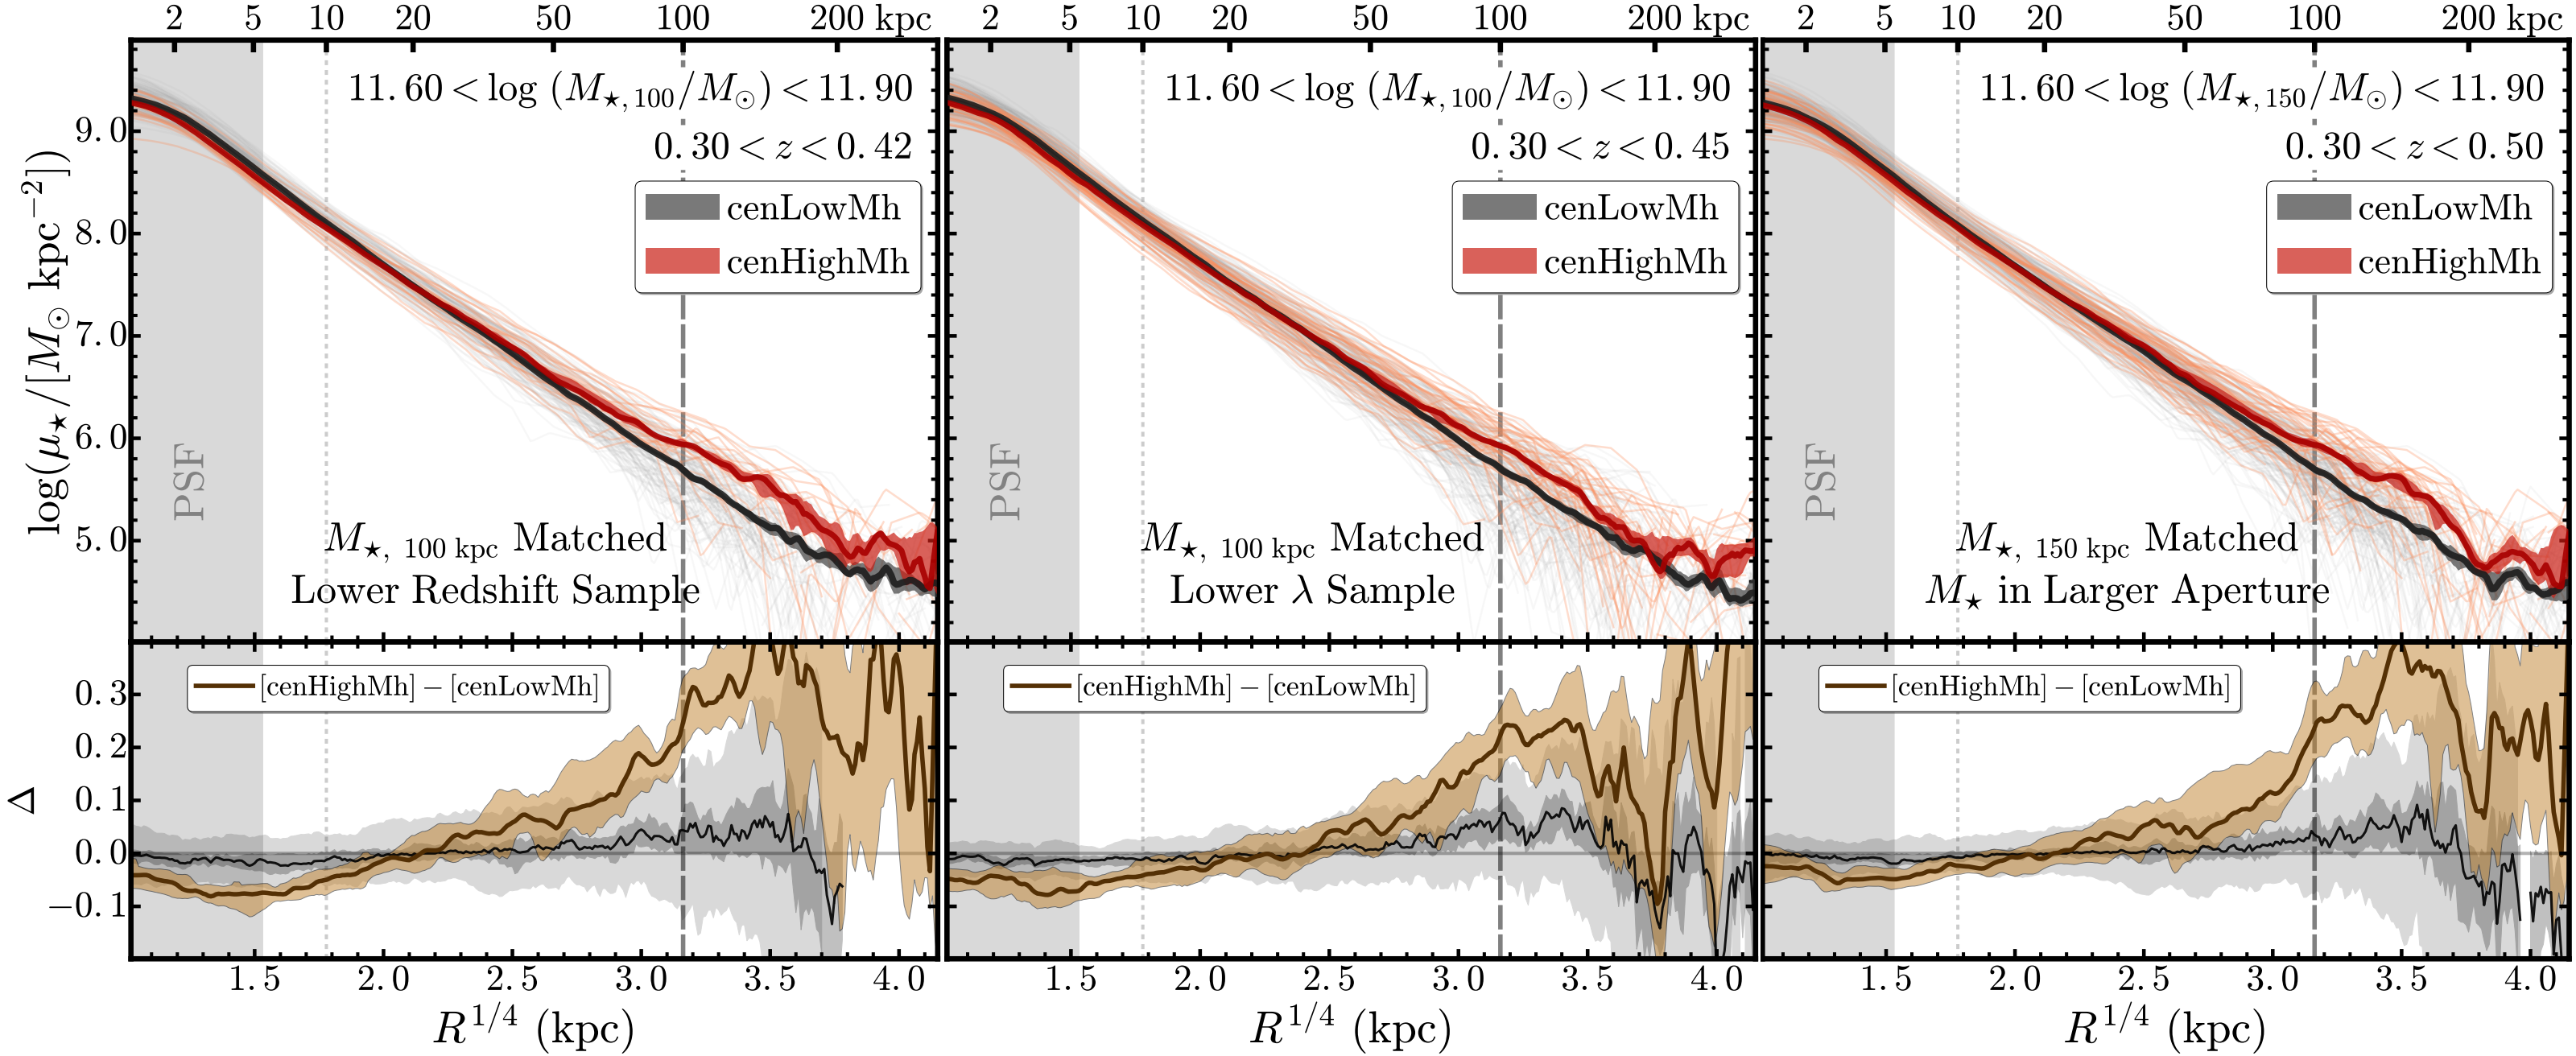 2 5 10 20 50 100 200 kpc
2 5 10 20 50 100 200 kpc
2 5 10 20 50 100 200 kpc
log(μ⋆/[M⊙ kpc⁻²])
9.0
8.0
7.0
6.0
5.0
11.60 < log (M⋆,100/M⊙) < 11.90
0.30 < z < 0.42
cenLowMh
cenHighMh
PSF
M⋆, 100 kpc Matched
Lower Redshift Sample
11.60 < log (M⋆,100/M⊙) < 11.90
0.30 < z < 0.45
cenLowMh
cenHighMh
PSF
M⋆, 100 kpc Matched
Lower λ Sample
11.60 < log (M⋆,150/M⊙) < 11.90
0.30 < z < 0.50
cenLowMh
cenHighMh
PSF
M⋆, 150 kpc Matched
M⋆ in Larger Aperture
Δ
0.3
0.2
0.1
0.0
−0.1
[cenHighMh] − [cenLowMh]
[cenHighMh] − [cenLowMh]
[cenHighMh] − [cenLowMh]
1.5 2.0 2.5 3.0 3.5 4.0
1.5 2.0 2.5 3.0 3.5 4.0
1.5 2.0 2.5 3.0 3.5 4.0
R^1/4 (kpc)
R^1/4 (kpc)
R^1/4 (kpc)